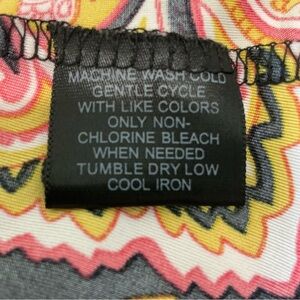 MACHINE WASH COLD
GENTLE CYCLE
WITH LIKE COLORS
ONLY NON-
CHLORINE BLEACH
WHEN NEEDED
TUMBLE DRY LOW
COOL IRON